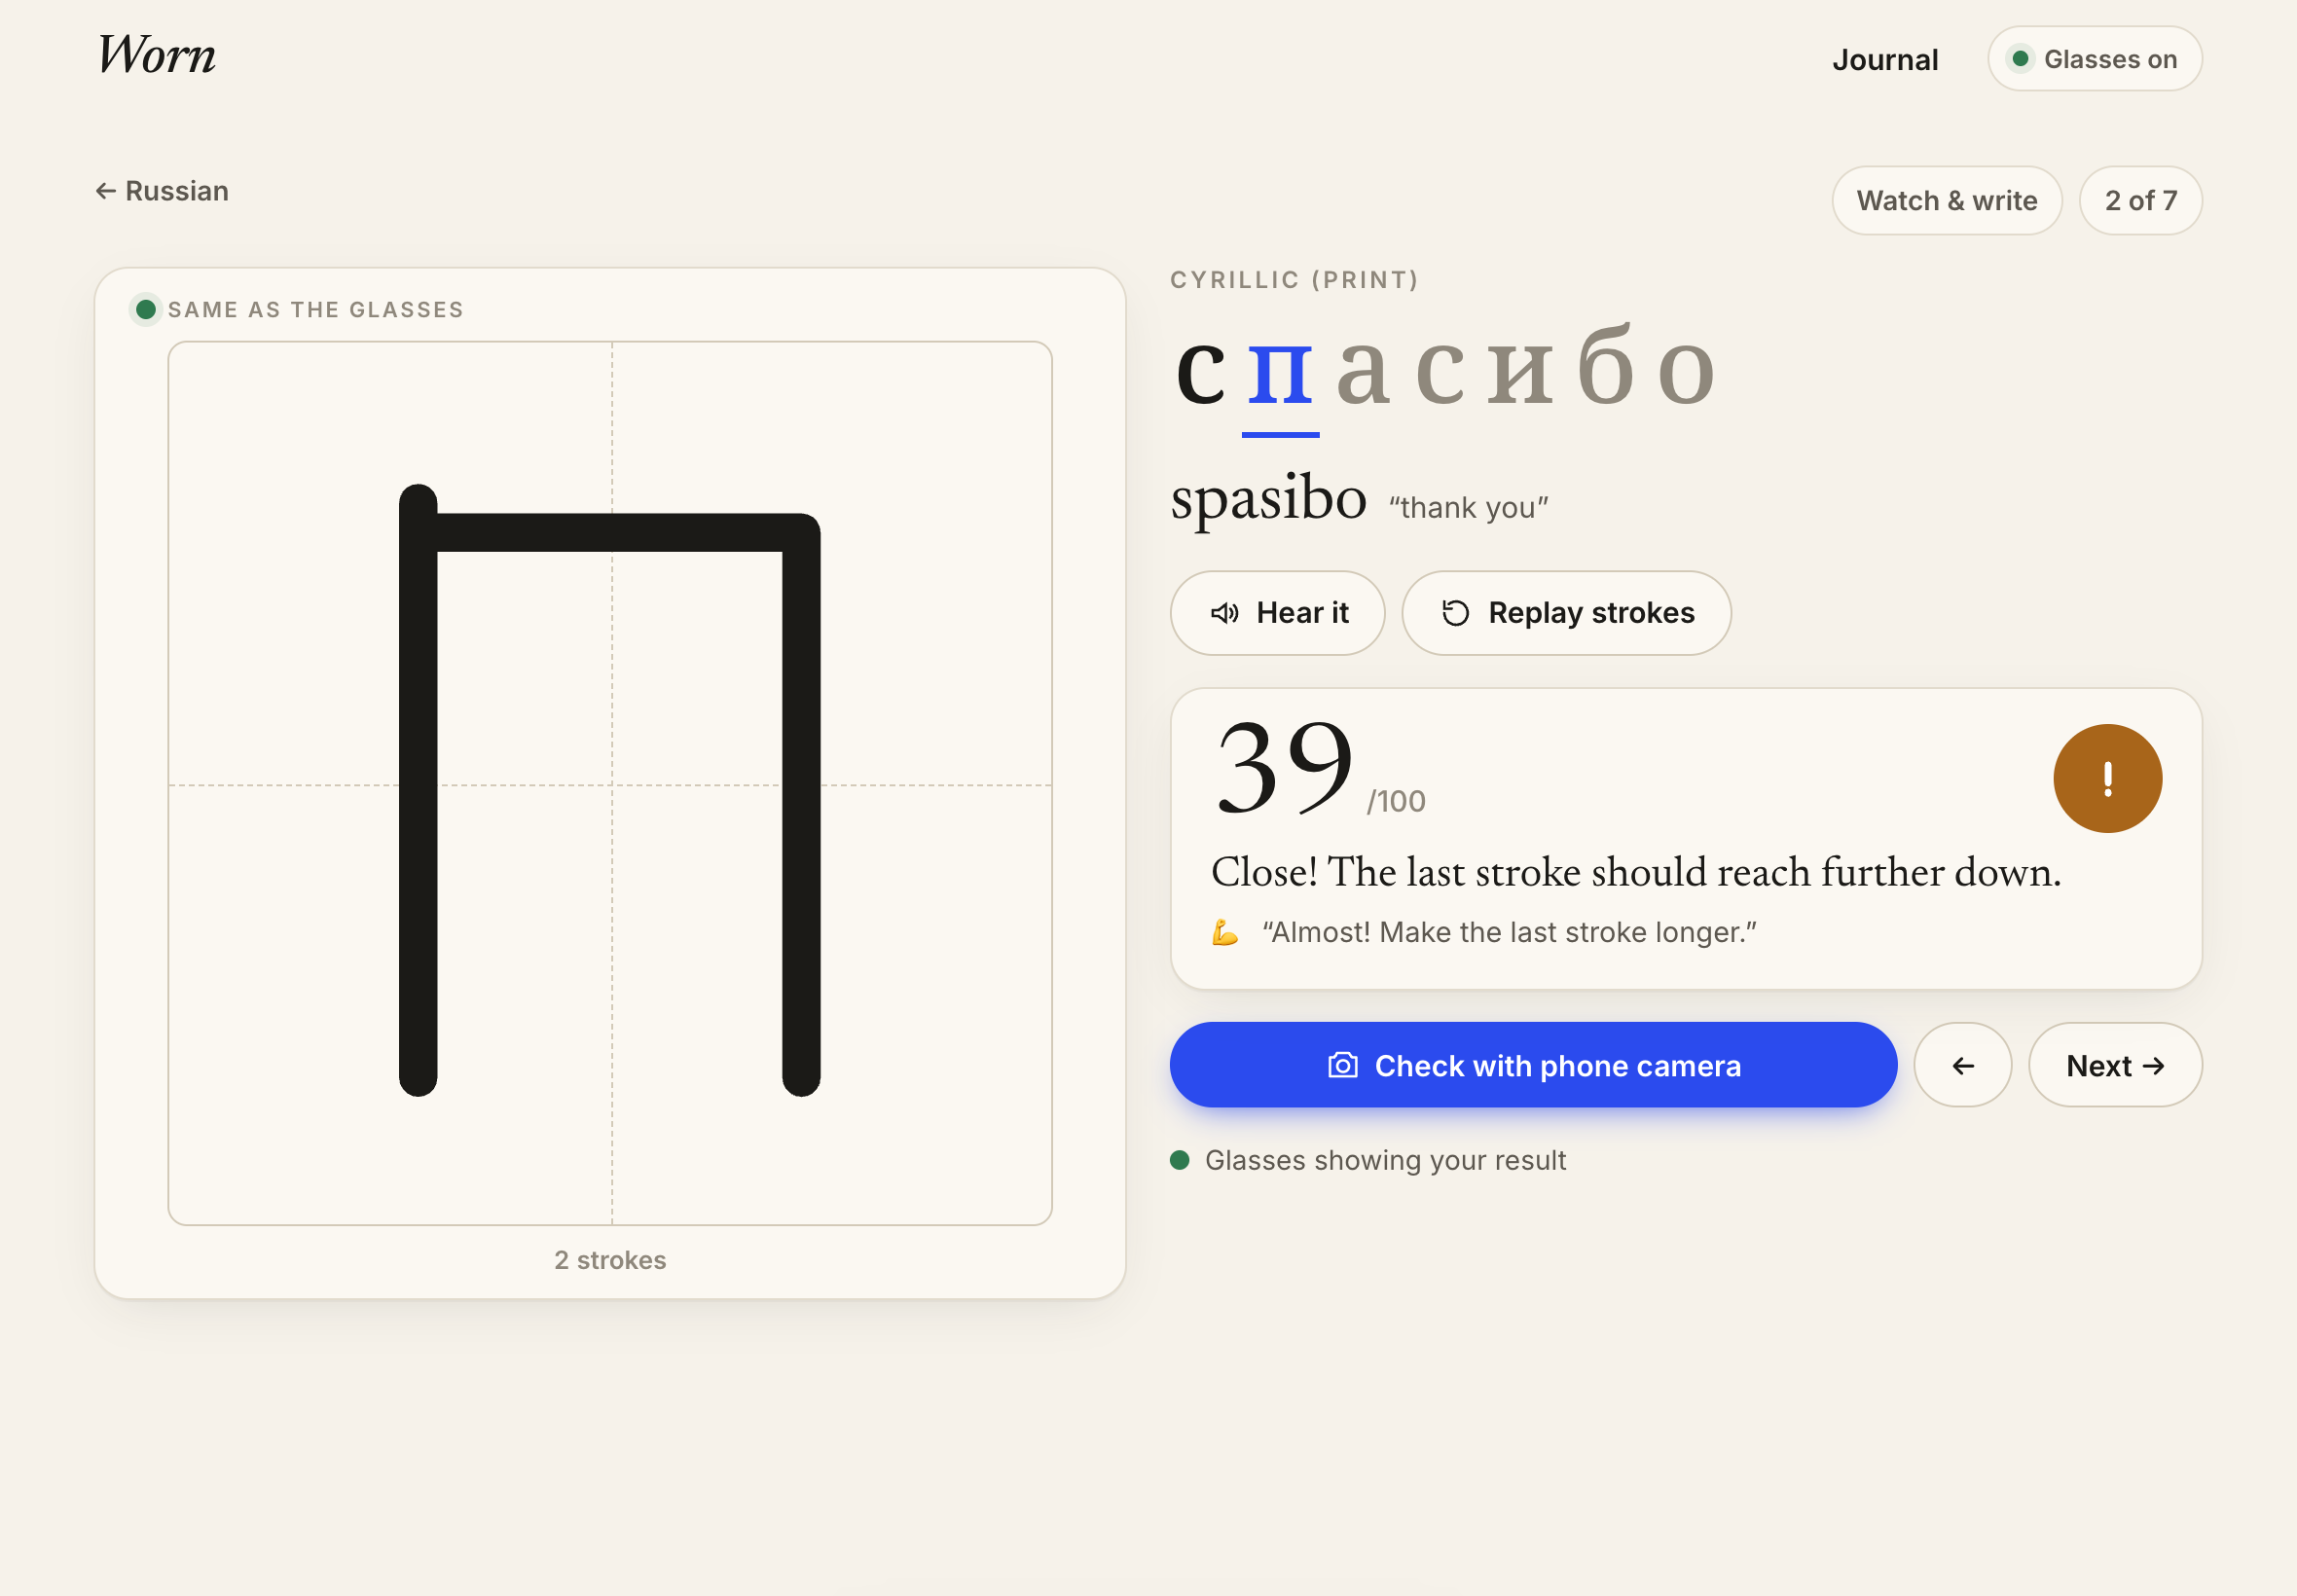 Worn
Journal
Glasses on
← Russian
Watch & write
2 of 7
SAME AS THE GLASSES
П
2 strokes
CYRILLIC (PRINT)
спасибо
spasibo “thank you”
Hear it
Replay strokes
39/100
!
Close! The last stroke should reach further down.
💪 “Almost! Make the last stroke longer.”
Check with phone camera
←
Next →
Glasses showing your result